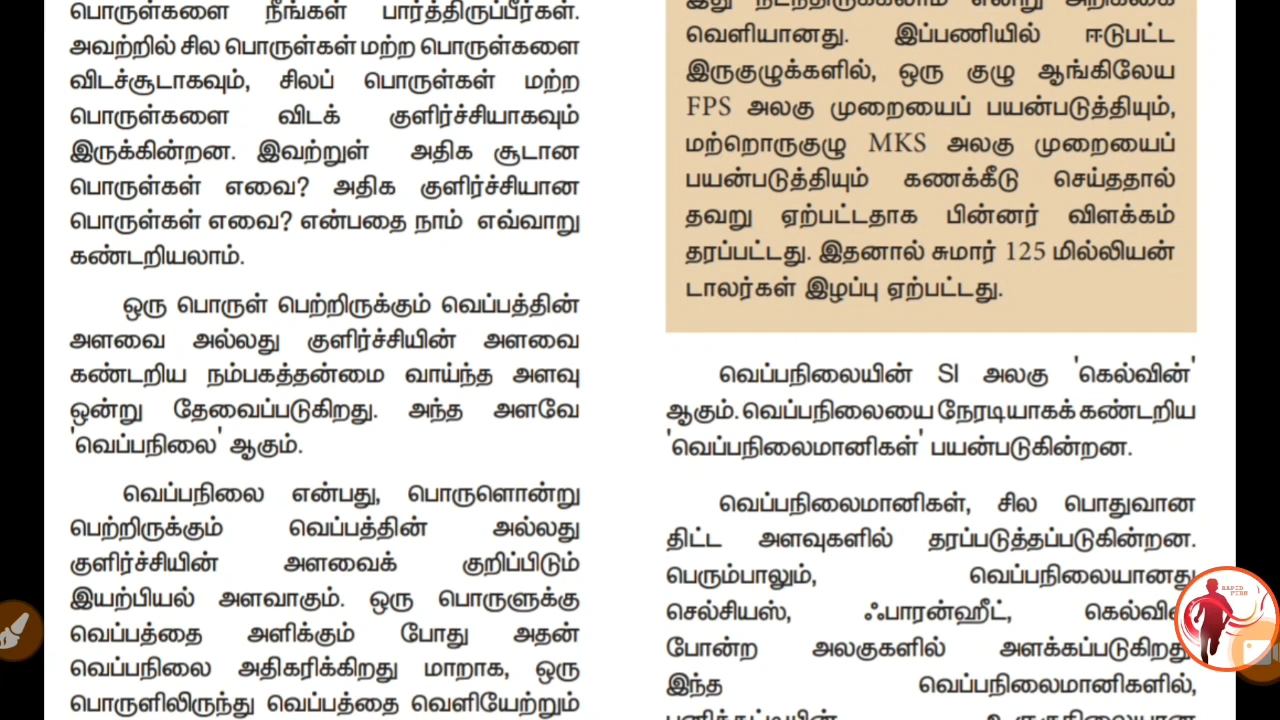 பொருள்களை நீங்கள் பார்த்திருப்பீர்கள்.
அவற்றில் சில பொருள்கள் மற்ற பொருள்களை
விடச்சூடாகவும், சிலப் பொருள்கள் மற்ற
பொருள்களை விடக் குளிர்ச்சியாகவும்
இருக்கின்றன. இவற்றுள் அதிக சூடான
பொருள்கள் எவை? அதிக குளிர்ச்சியான
பொருள்கள் எவை? என்பதை நாம் எவ்வாறு
கண்டறியலாம்.
ஒரு பொருள் பெற்றிருக்கும் வெப்பத்தின்
அளவை அல்லது குளிர்ச்சியின் அளவை
கண்டறிய நம்பகத்தன்மை வாய்ந்த அளவு
ஒன்று தேவைப்படுகிறது. அந்த அளவே
'வெப்பநிலை' ஆகும்.
வெப்பநிலை என்பது, பொருளொன்று
பெற்றிருக்கும் வெப்பத்தின் அல்லது
குளிர்ச்சியின் அளவைக் குறிப்பிடும்
இயற்பியல் அளவாகும். ஒரு பொருளுக்கு
வெப்பத்தை அளிக்கும் போது அதன்
வெப்பநிலை அதிகரிக்கிறது மாறாக, ஒரு
பொருளிலிருந்து வெப்பத்தை வெளியேற்றும்
இது நடந்திருக்கலாம் என்று அறிக்கை
வெளியானது. இப்பணியில் ஈடுபட்ட
இருகுழுக்களில், ஒரு குழு ஆங்கிலேய
FPS அலகு முறையைப் பயன்படுத்தியும்,
மற்றொருகுழு MKS அலகு முறையைப்
பயன்படுத்தியும் கணக்கீடு செய்ததால்
தவறு ஏற்பட்டதாக பின்னர் விளக்கம்
தரப்பட்டது. இதனால் சுமார் 125 மில்லியன்
டாலர்கள் இழப்பு ஏற்பட்டது.
வெப்பநிலையின் SI அலகு 'கெல்வின்'
ஆகும். வெப்பநிலையை நேரடியாகக் கண்டறிய
'வெப்பநிலைமானிகள்' பயன்படுகின்றன.
வெப்பநிலைமானிகள், சில பொதுவான
திட்ட அளவுகளில் தரப்படுத்தப்படுகின்றன.
பெரும்பாலும், வெப்பநிலையானது
செல்சியஸ், ஃபாரன்ஹீட், கெல்வின்
போன்ற அலகுகளில் அளக்கப்படுகிறது.
இந்த வெப்பநிலைமானிகளில்,
RAPID